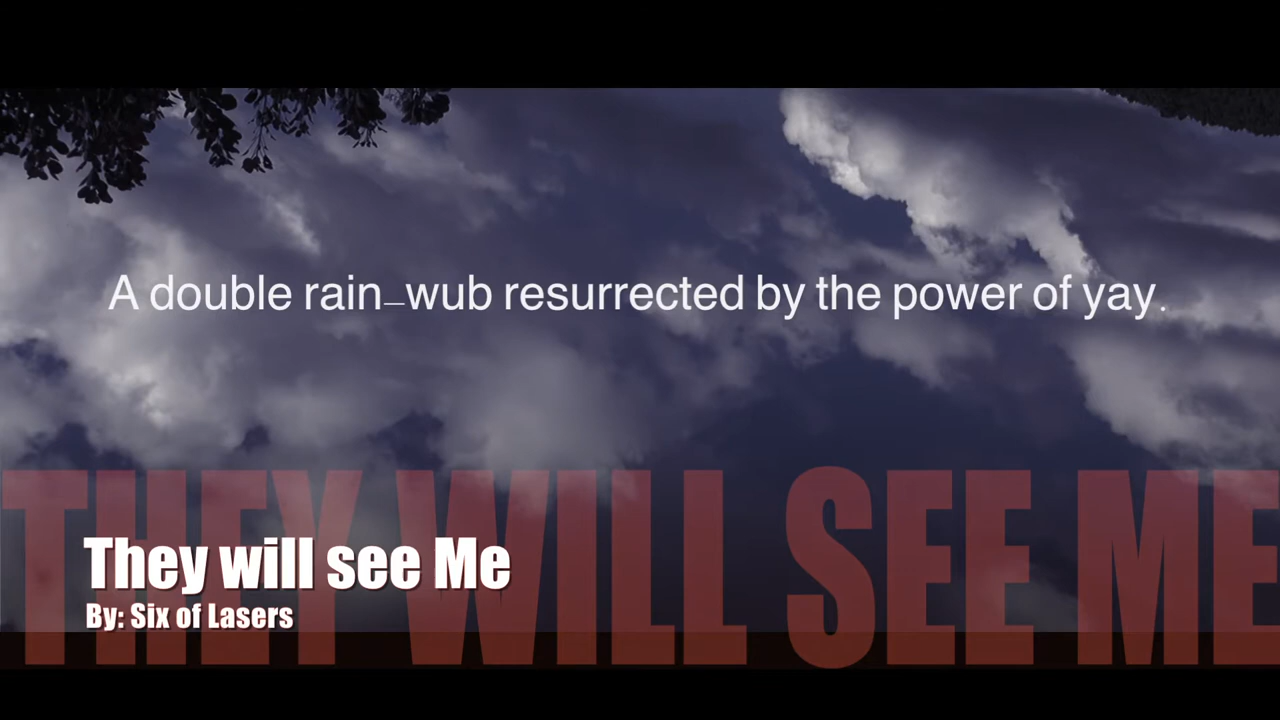 A double rain-wub resurrected by the power of yay.
THEY WILL SEE ME
They will see Me
By: Six of Lasers